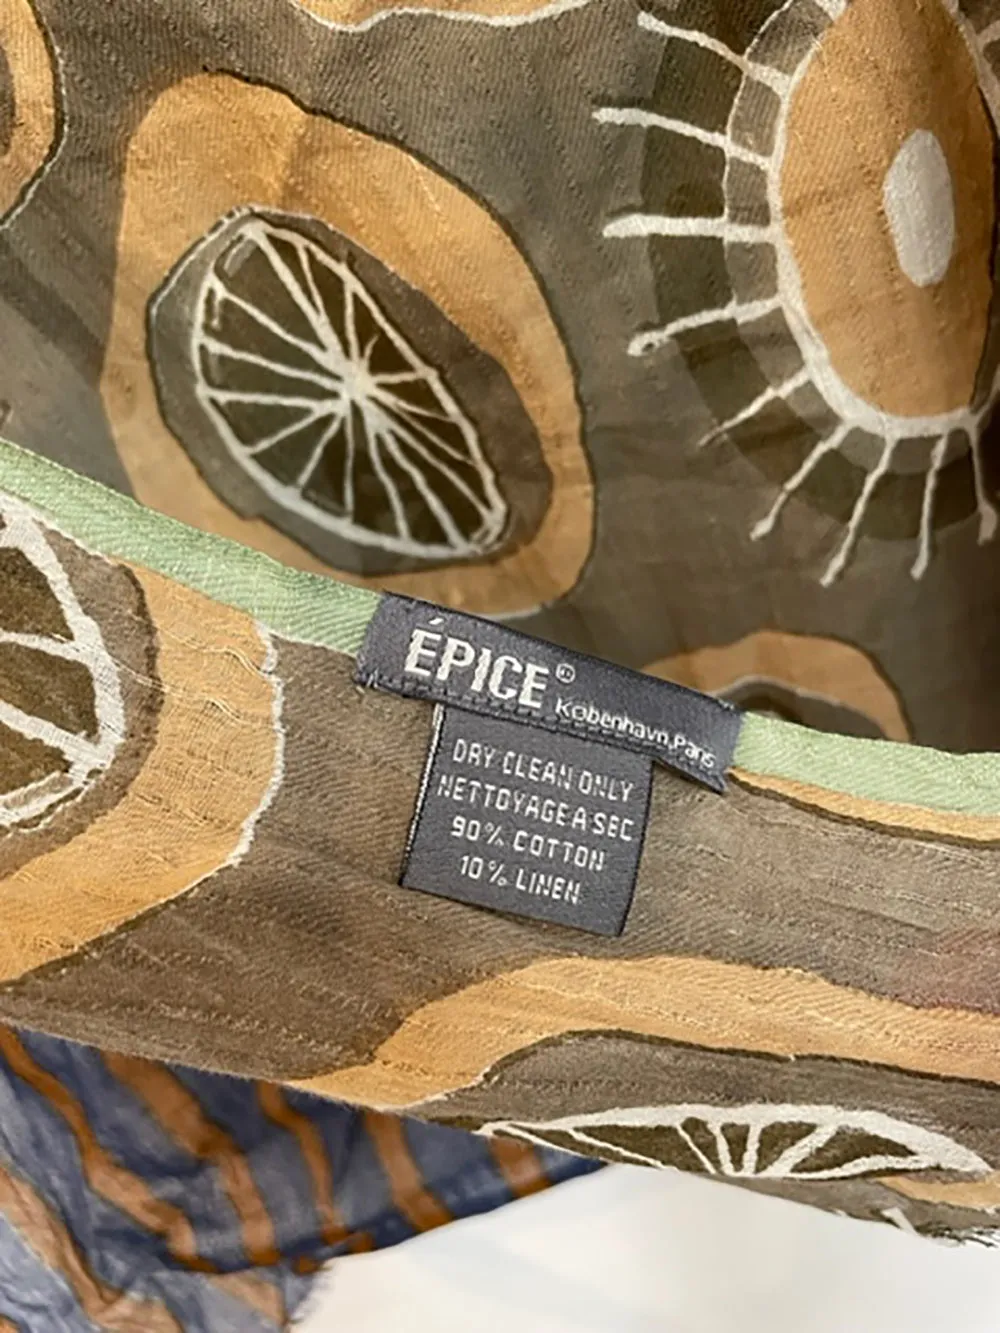 ÉPICE®
København, Paris
DRY CLEAN ONLY
NETTOYAGE A SEC
90% COTTON
10% LINEN